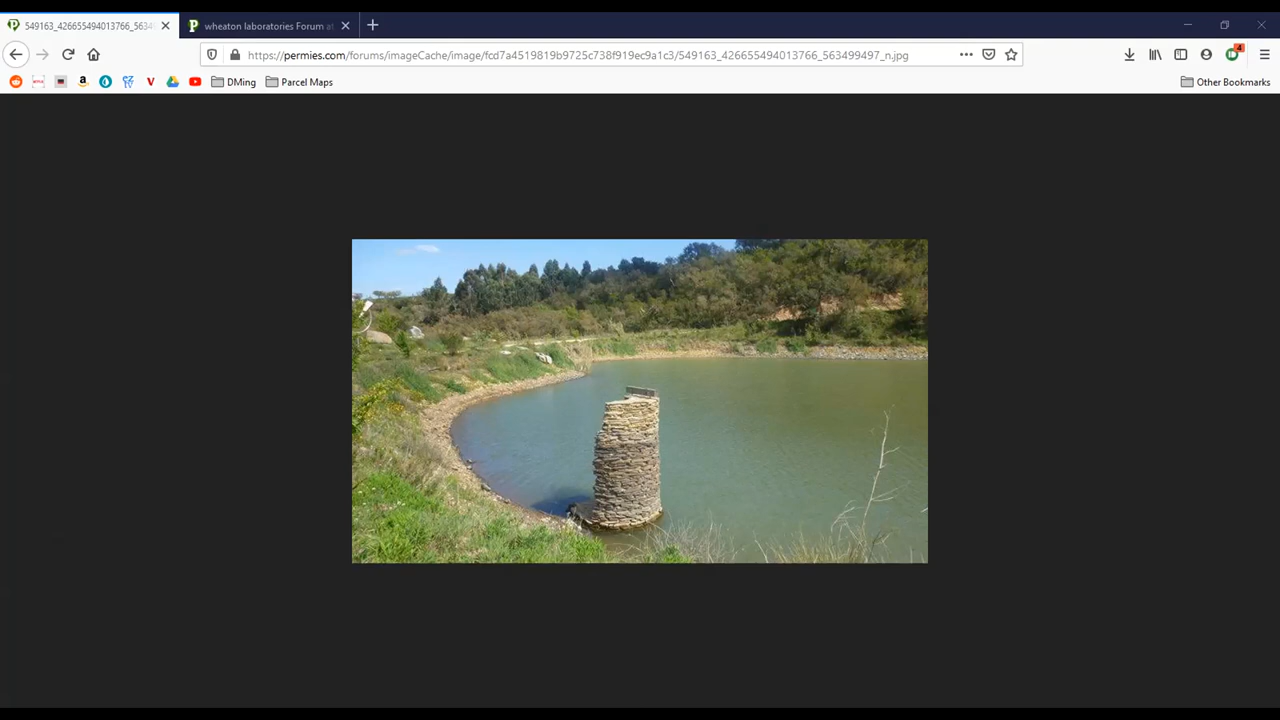 549163_426655494013766_5634
wheaton laboratories Forum at
https://permies.com/forums/imageCache/image/fcd7a4519819b9725c738f919ec9a1c3/549163_426655494013766_563499497_n.jpg
4
DMing Parcel Maps Other Bookmarks